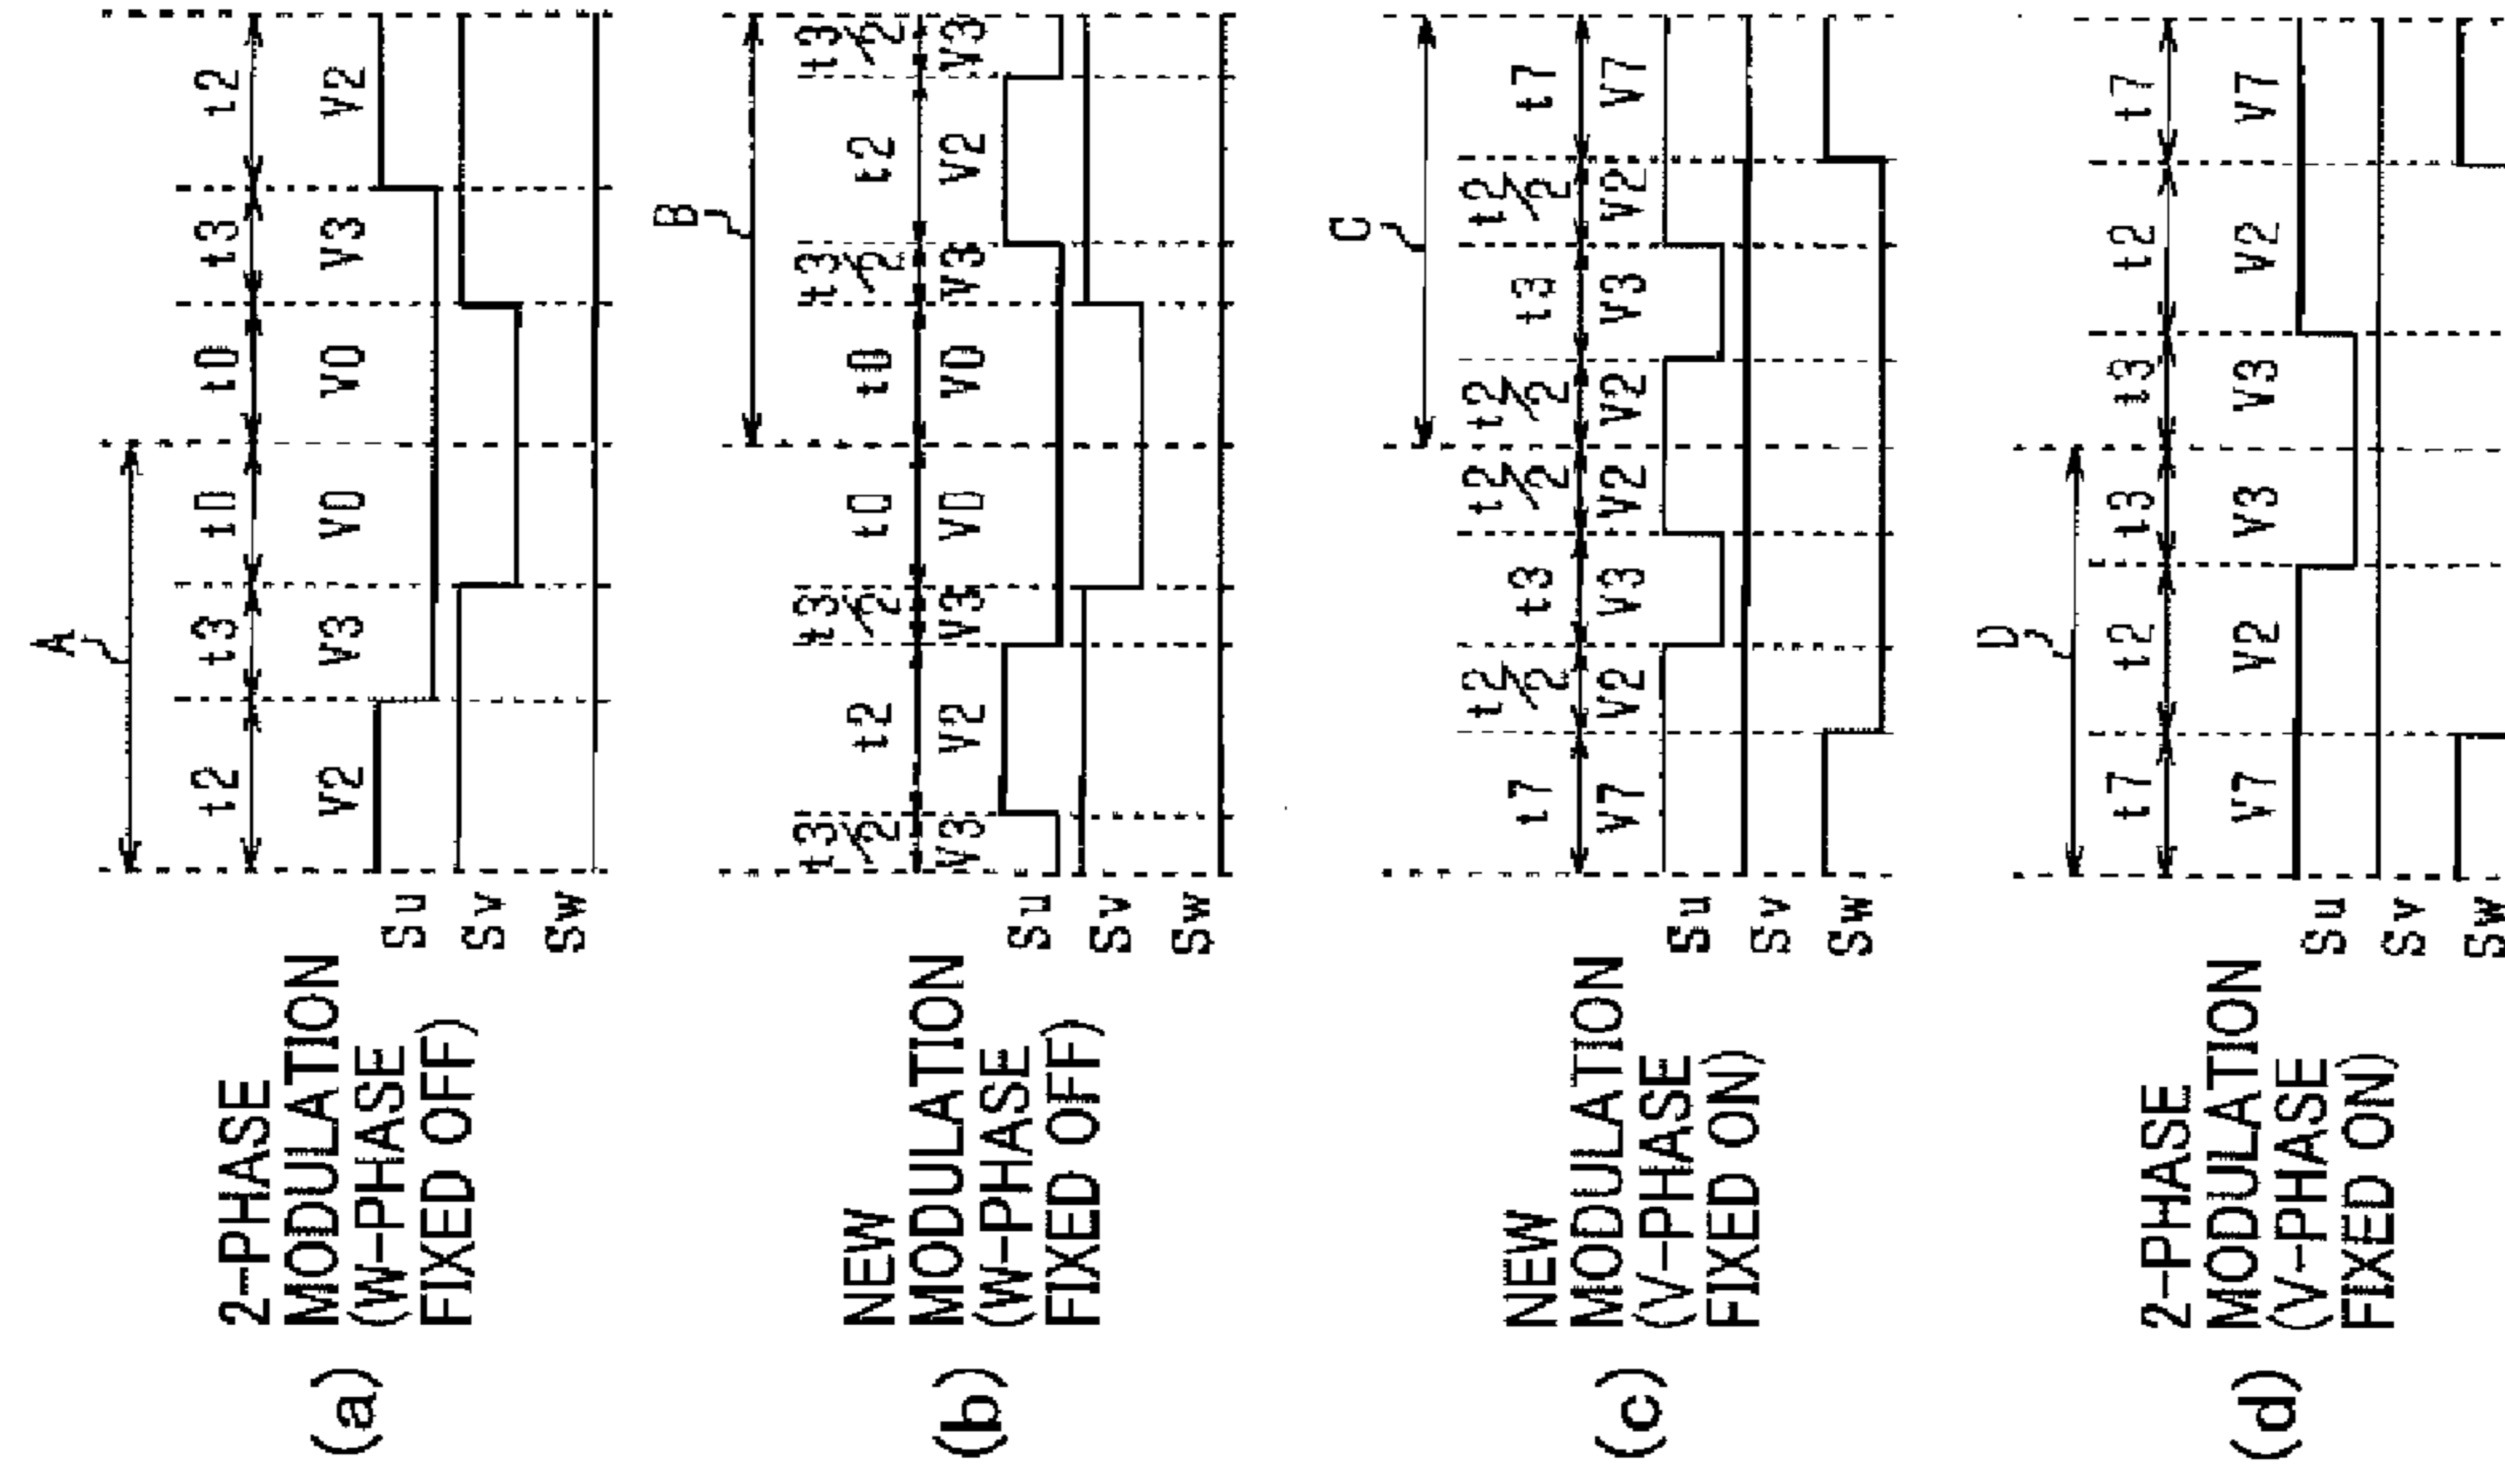 A
(a)
2-PHASE
MODULATION
(W-PHASE
FIXED OFF)
t2 t3 t0 t0 t3 t2
V2 V3 V0 V0 V3 V2
Su
Sv
Sw
B
(b)
NEW
MODULATION
(W-PHASE
FIXED OFF)
t3/2 t2 t3/2 t0 t0 t3/2 t2 t3/2
V3 V2 V3 V0 V0 V3 V2 V3
Su
Sv
Sw
C
(c)
NEW
MODULATION
(V-PHASE
FIXED ON)
t7 t2/2 t3 t2/2 t2/2 t3 t2/2 t7
V7 V2 V3 V2 V2 V3 V2 V7
Su
Sv
Sw
D
(d)
2-PHASE
MODULATION
(V-PHASE
FIXED ON)
t7 t2 t3 t3 t2 t7
V7 V2 V3 V3 V2 V7
Su
Sv
Sw